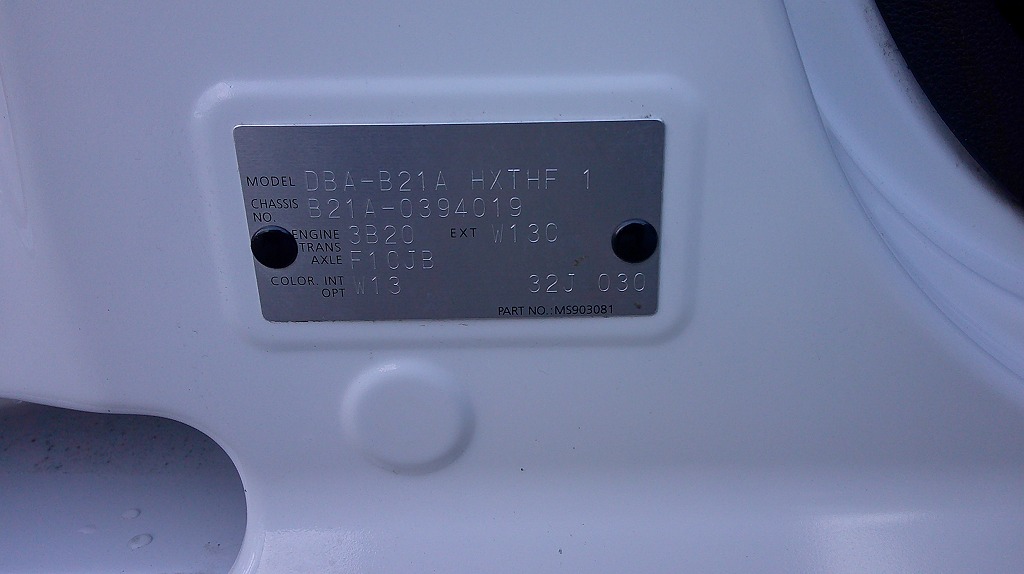 MODEL DBA-B21A HXTHF 1
CHASSIS NO. B21A-0394019
ENGINE 3B20 EXT W13C
TRANS AXLE F1CJB
COLOR. INT OPT W13 32J 030
PART NO.:MS903081